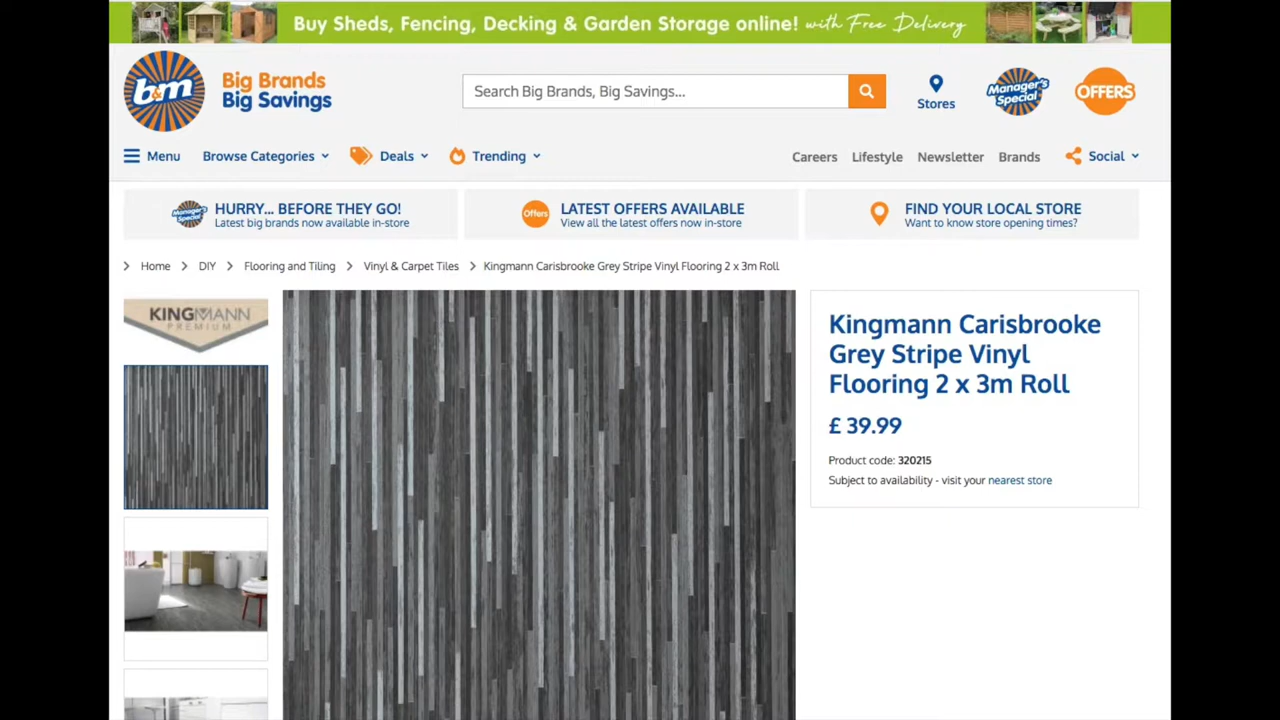 Buy Sheds, Fencing, Decking & Garden Storage online! with Free Delivery
b&m
Big Brands
Big Savings
Search Big Brands, Big Savings...
Stores
Manager's Special
OFFERS
Menu
Browse Categories
Deals
Trending
Careers
Lifestyle
Newsletter
Brands
Social
Manager's Special
HURRY... BEFORE THEY GO!
Latest big brands now available in-store
Offers
LATEST OFFERS AVAILABLE
View all the latest offers now in-store
FIND YOUR LOCAL STORE
Want to know store opening times?
Home
DIY
Flooring and Tiling
Vinyl & Carpet Tiles
Kingmann Carisbrooke Grey Stripe Vinyl Flooring 2 x 3m Roll
KINGMANN
PREMIUM
Kingmann Carisbrooke
Grey Stripe Vinyl
Flooring 2 x 3m Roll
£ 39.99
Product code: 320215
Subject to availability - visit your nearest store